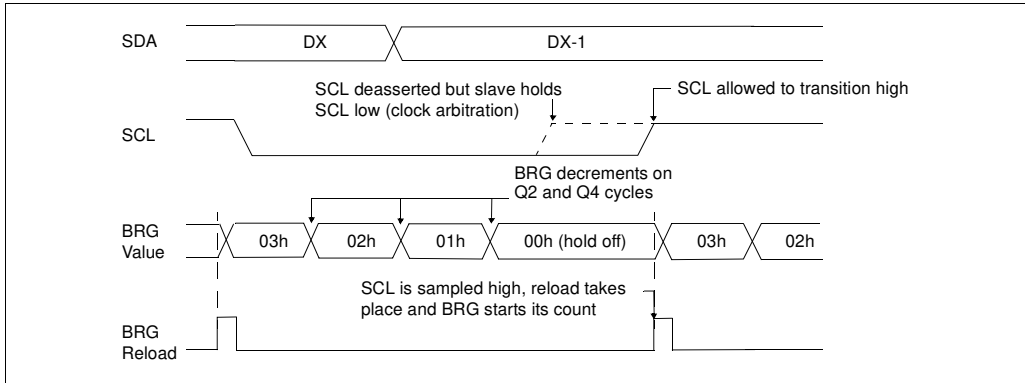 SDA
DX
DX-1
SCL deasserted but slave holds
SCL low (clock arbitration)
SCL allowed to transition high
SCL
BRG decrements on
Q2 and Q4 cycles
BRG
Value
03h
02h
01h
00h (hold off)
03h
02h
SCL is sampled high, reload takes
place and BRG starts its count
BRG
Reload